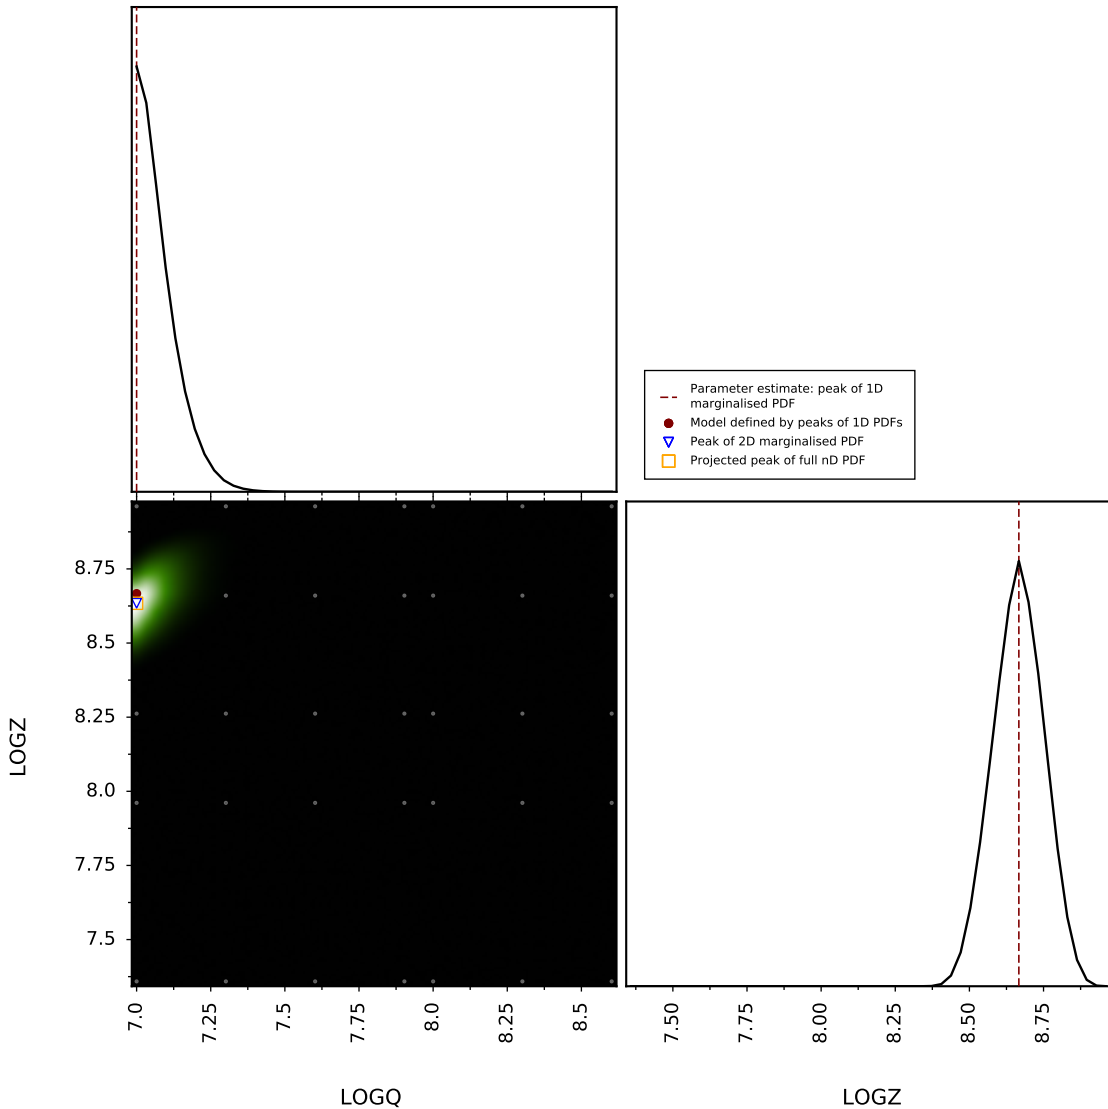 Parameter estimate: peak of 1D
marginalised PDF
Model defined by peaks of 1D PDFs
Peak of 2D marginalised PDF
Projected peak of full nD PDF
LOGZ
8.75
8.5
8.25
8.0
7.75
7.5
7.0 7.25 7.5 7.75 8.0 8.25 8.5
LOGQ
7.50 7.75 8.00 8.25 8.50 8.75
LOGZ